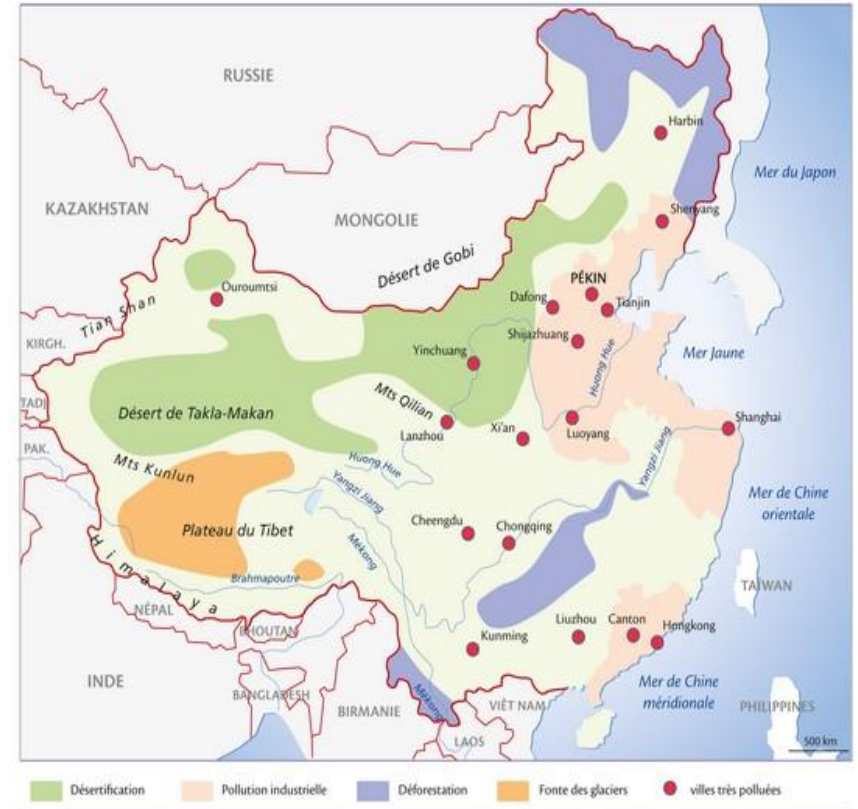 RUSSIE
Harbin
Mer du Japon
KAZAKHSTAN
MONGOLIE
Shenyang
Désert de Gobi
Ouroumtsi
PÉKIN
Dafong
Tianjin
Tian Shan
KIRGH.
Shijazhuang
Yinchuang
Huong Hue
Mer Jaune
TADJ
Désert de Takla-Makan
Mts Qilian
Lanzhou
Xi'an
Luoyang
Shanghai
PAK.
Mts Kunlun
Huong Hue
Yangzi Jiang
Yangzi Jiang
Mer de Chine
orientale
Plateau du Tibet
Cheengdu
Chongqing
Mékong
Himalaya
Brahmapoutre
NÉPAL
BHOUTAN
TAÏWAN
Liuzhou
Canton
Hongkong
Kunming
INDE
BANGLADESH
BIRMANIE
Mékong
VIÊT NAM
LAOS
Mer de Chine
méridionale
PHILIPPINES
500 km
Désertification
Pollution industrielle
Déforestation
Fonte des glaciers
villes très polluées